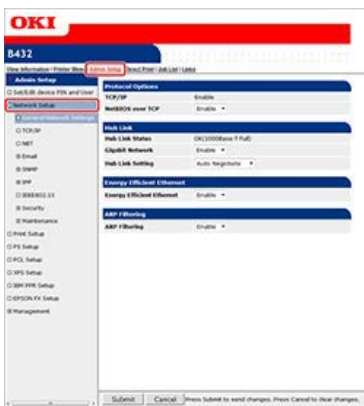 OKI
B432
View Information | Printer Menu | Admin Setup | Direct Print | Job List | Links
Admin Setup
Set/Edit device PIN and User
Network Setup
General Network Settings
TCP/IP
NBT
Email
SNMP
IPP
IEEE802.1X
Security
Maintenance
Print Setup
PS Setup
PCL Setup
XPS Setup
IBM PPR Setup
EPSON FX Setup
Management
Protocol Options
TCP/IP Enable
NetBIOS over TCP Enable
Hub Link
Hub Link Status OK(1000Base-T Full)
Gigabit Network Enable
Hub Link Setting Auto Negotiate
Energy Efficient Ethernet
Energy Efficient Ethernet Enable
ARP Filtering
ARP Filtering Enable
Submit Cancel Press Submit to send changes. Press Cancel to clear changes.